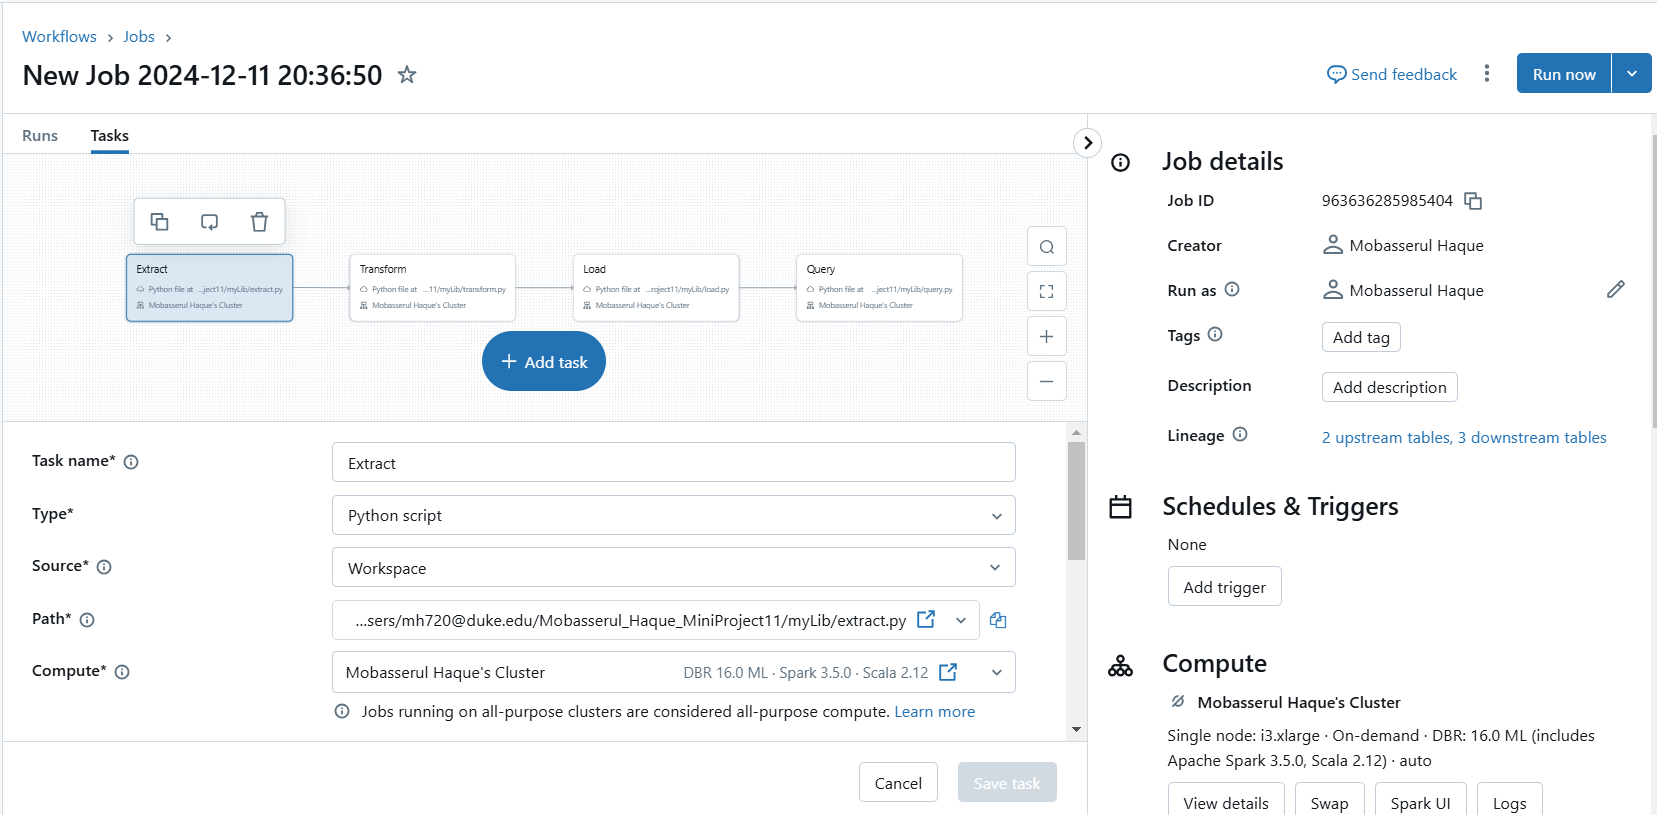 Workflows > Jobs >
New Job 2024-12-11 20:36:50
Send feedback
Run now
Runs
Tasks
Extract
Python file at ...ject11/myLib/extract.py
Mobasserul Haque's Cluster
Transform
Python file at ...11/myLib/transform.py
Mobasserul Haque's Cluster
Load
Python file at ...roject11/myLib/load.py
Mobasserul Haque's Cluster
Query
Python file at ...ject11/myLib/query.py
Mobasserul Haque's Cluster
+ Add task
Task name*
Extract
Type*
Python script
Source*
Workspace
Path*
...sers/mh720@duke.edu/Mobasserul_Haque_MiniProject11/myLib/extract.py
Compute*
Mobasserul Haque's Cluster DBR 16.0 ML · Spark 3.5.0 · Scala 2.12
Jobs running on all-purpose clusters are considered all-purpose compute. Learn more
Cancel
Save task
Job details
Job ID 963636285985404
Creator Mobasserul Haque
Run as Mobasserul Haque
Tags Add tag
Description Add description
Lineage 2 upstream tables, 3 downstream tables
Schedules & Triggers
None
Add trigger
Compute
Mobasserul Haque's Cluster
Single node: i3.xlarge · On-demand · DBR: 16.0 ML (includes
Apache Spark 3.5.0, Scala 2.12) · auto
View details Swap Spark UI Logs